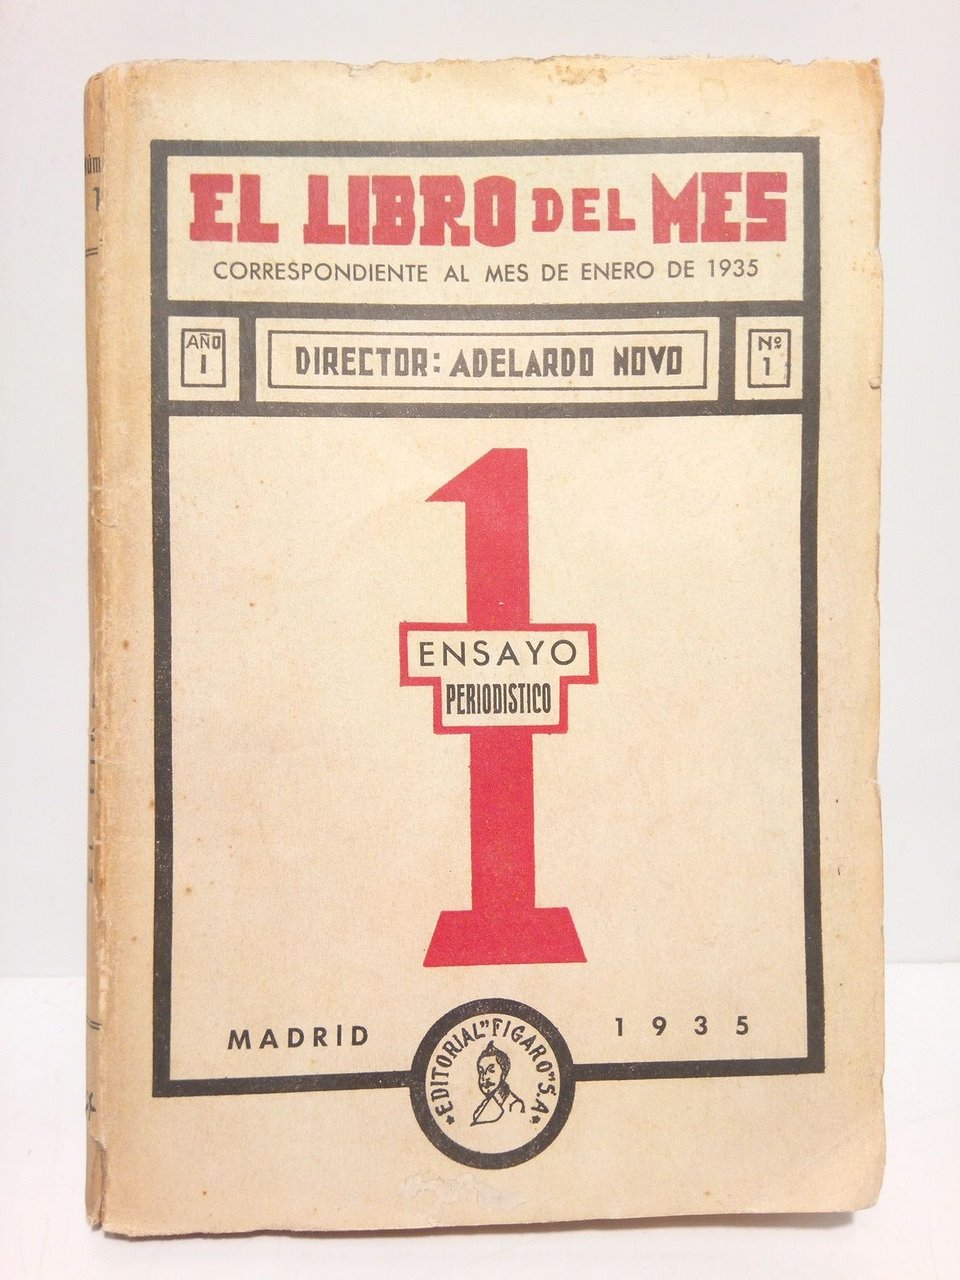 EL LIBRO DEL MES
CORRESPONDIENTE AL MES DE ENERO DE 1935
AÑO
I
DIRECTOR: ADELARDO NOVO
Nº
1
1
ENSAYO
PERIODISTICO
MADRID
1935
EDITORIAL "FIGARO" S.A